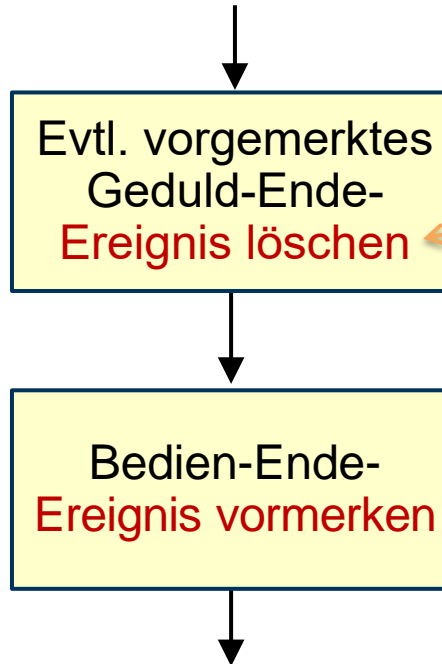 Evtl. vorgemerktes
Geduld-Ende-
Ereignis löschen
Bedien-Ende-
Ereignis vormerken